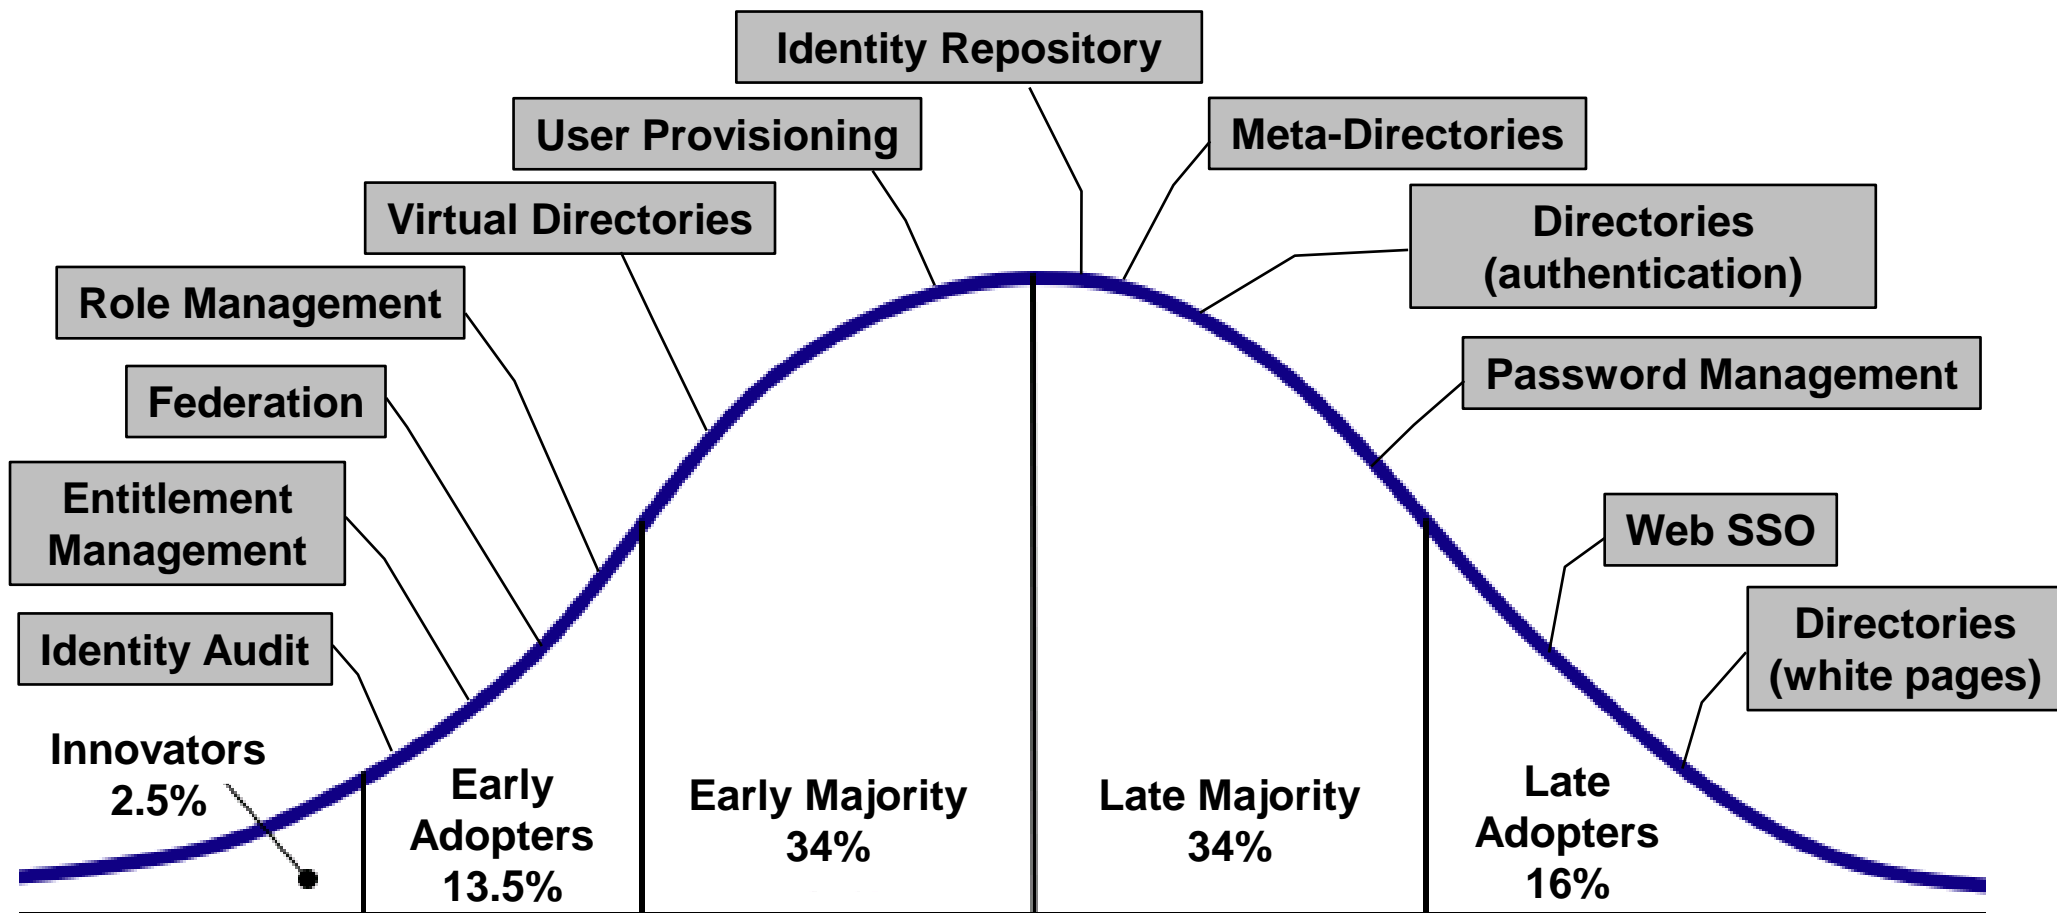 Identity Repository
User Provisioning
Meta-Directories
Virtual Directories
Directories
(authentication)
Role Management
Password Management
Federation
Entitlement
Management
Web SSO
Identity Audit
Directories
(white pages)
Innovators
2.5%
Early
Adopters
13.5%
Early Majority
34%
Late Majority
34%
Late
Adopters
16%